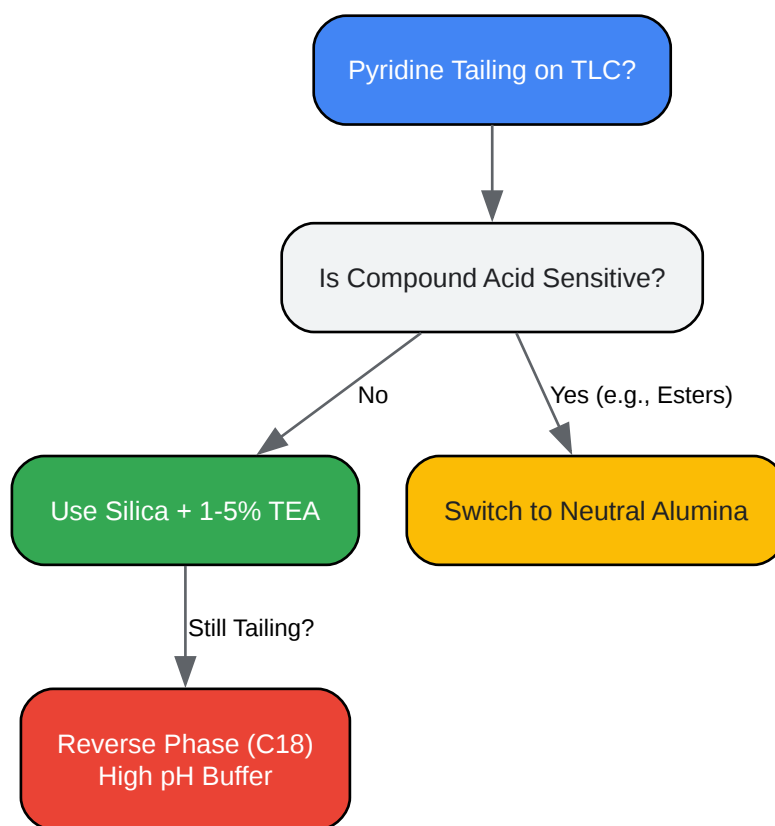 Pyridine Tailing on TLC?
Is Compound Acid Sensitive?
No
Yes (e.g., Esters)
Use Silica + 1-5% TEA
Switch to Neutral Alumina
Still Tailing?
Reverse Phase (C18)
High pH Buffer